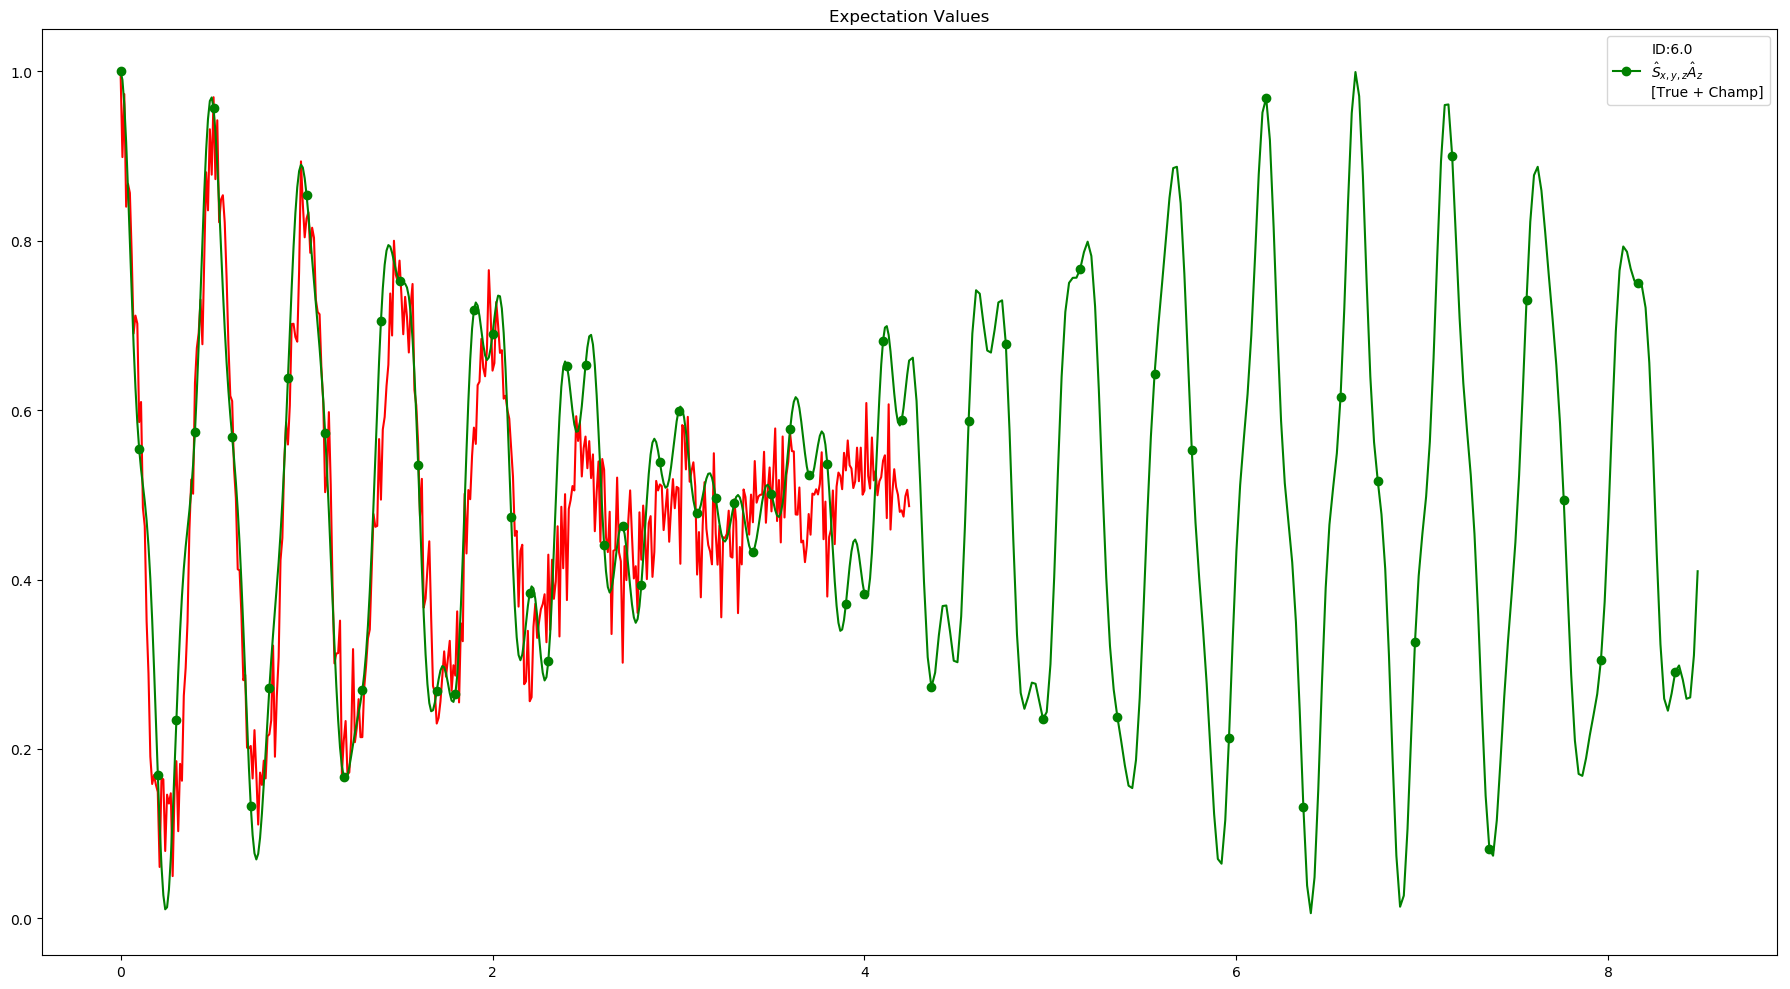 Expectation Values
ID:6.0
$\hat{S}_{x,y,z}\hat{A}_z$
[True + Champ]
1.0
0.8
0.6
0.4
0.2
0.0
0 2 4 6 8